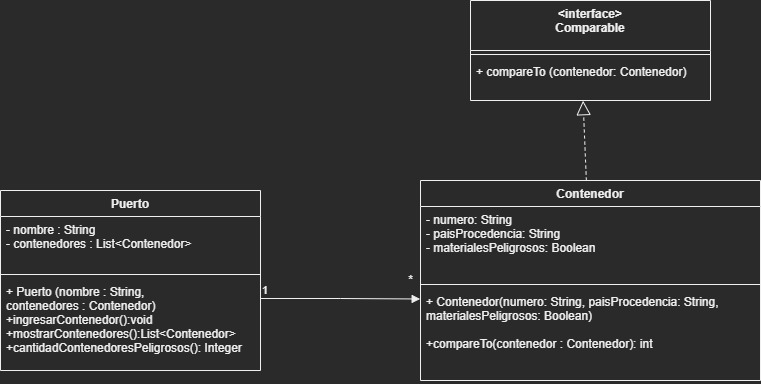 <interface>
Comparable
+ compareTo (contenedor: Contenedor)
Puerto
- nombre : String
- contenedores : List<Contenedor>
+ Puerto (nombre : String,
contenedores : Contenedor)
+ingresarContenedor():void
+mostrarContenedores():List<Contenedor>
+cantidadContenedoresPeligrosos(): Integer
1
*
Contenedor
- numero: String
- paisProcedencia: String
- materialesPeligrosos: Boolean
+ Contenedor(numero: String, paisProcedencia: String,
materialesPeligrosos: Boolean)
+compareTo(contenedor : Contenedor): int